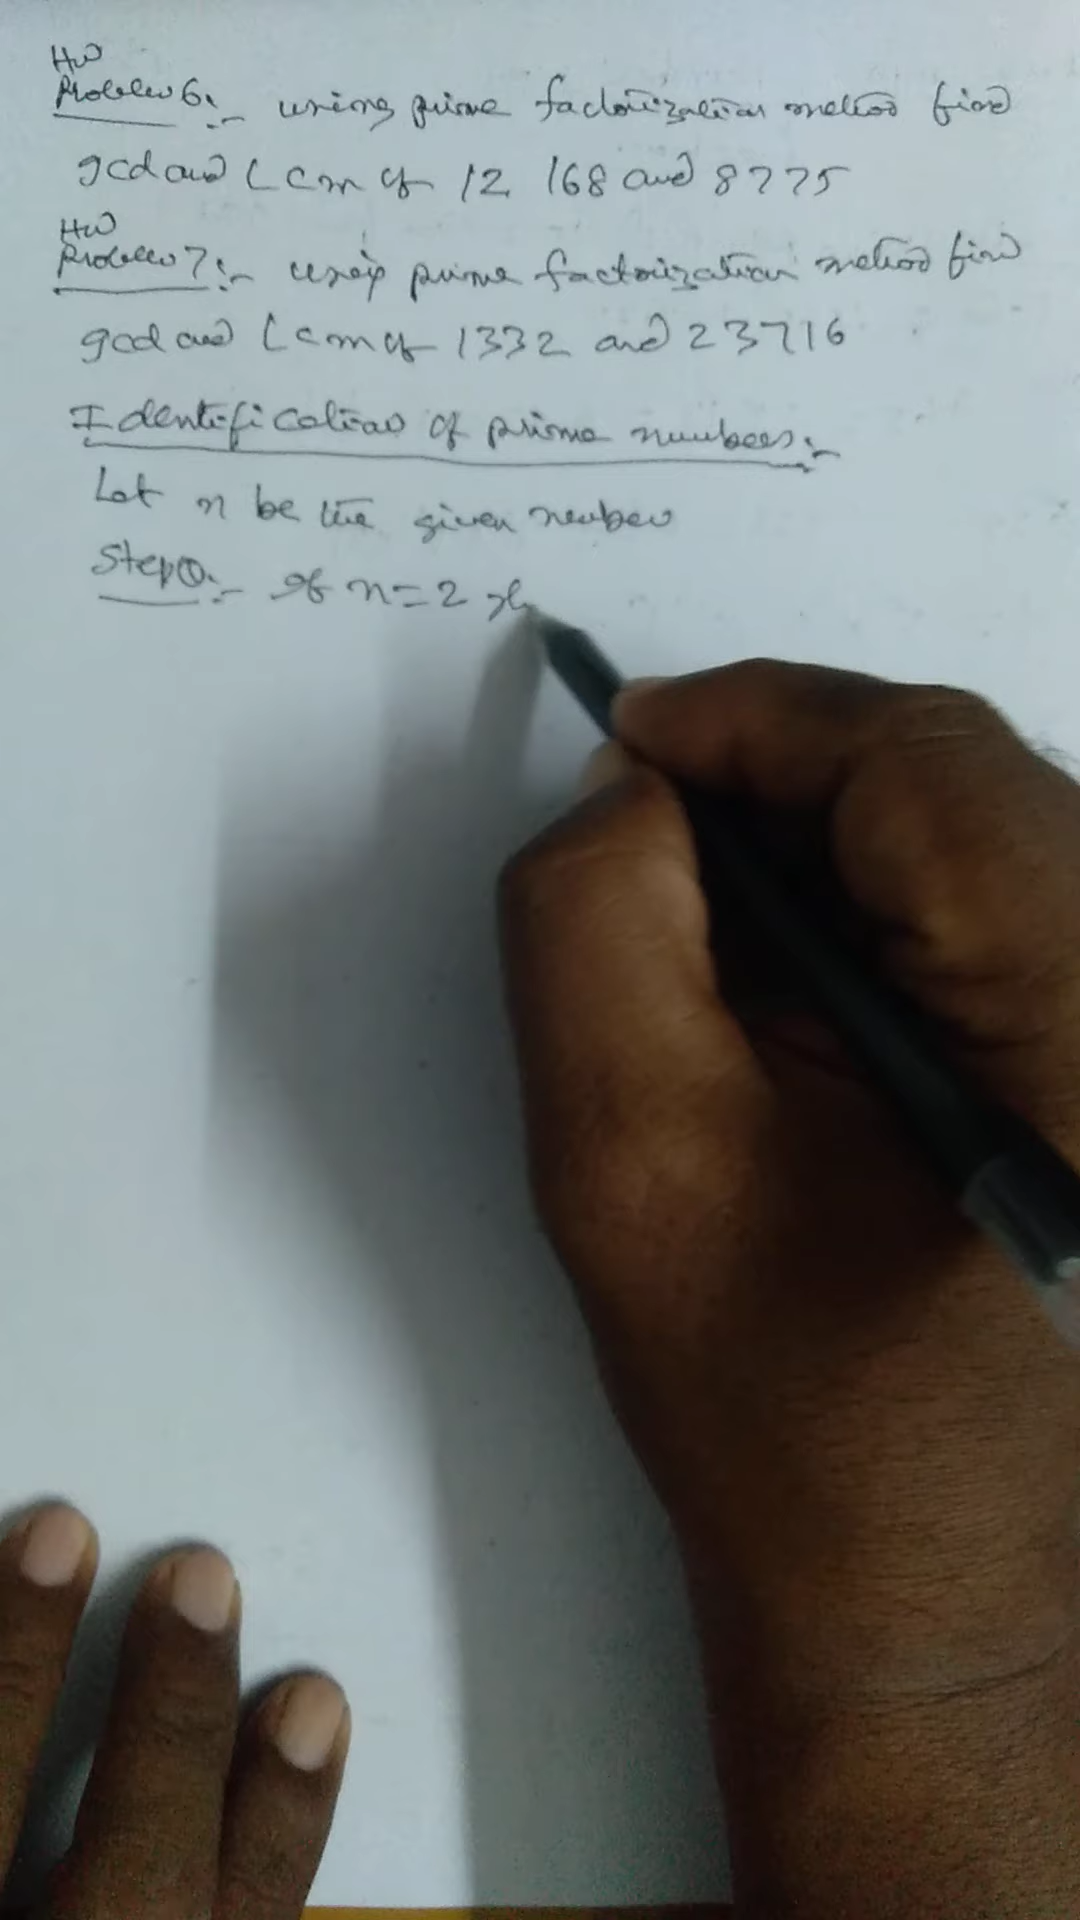 HW
Problem 6:- using prime factorization method find
gcd and Lcm of 12 168 and 8775
HW
Problem 7:- using prime factorization method find
gcd and Lcm of 1332 and 23716
Identification of prime numbers:-
Let n be the given number
Step①:- If n=2